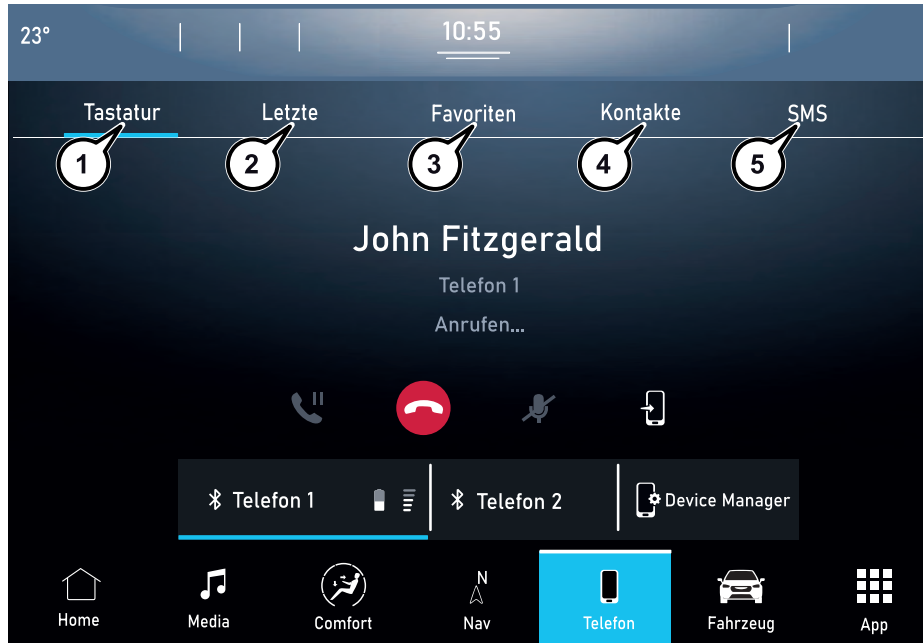 23° 10:55
Tastatur Letzte Favoriten Kontakte SMS
1 2 3 4 5
John Fitzgerald
Telefon 1
Anrufen...
Telefon 1 Telefon 2 Device Manager
N
Home Media Comfort Nav Telefon Fahrzeug App